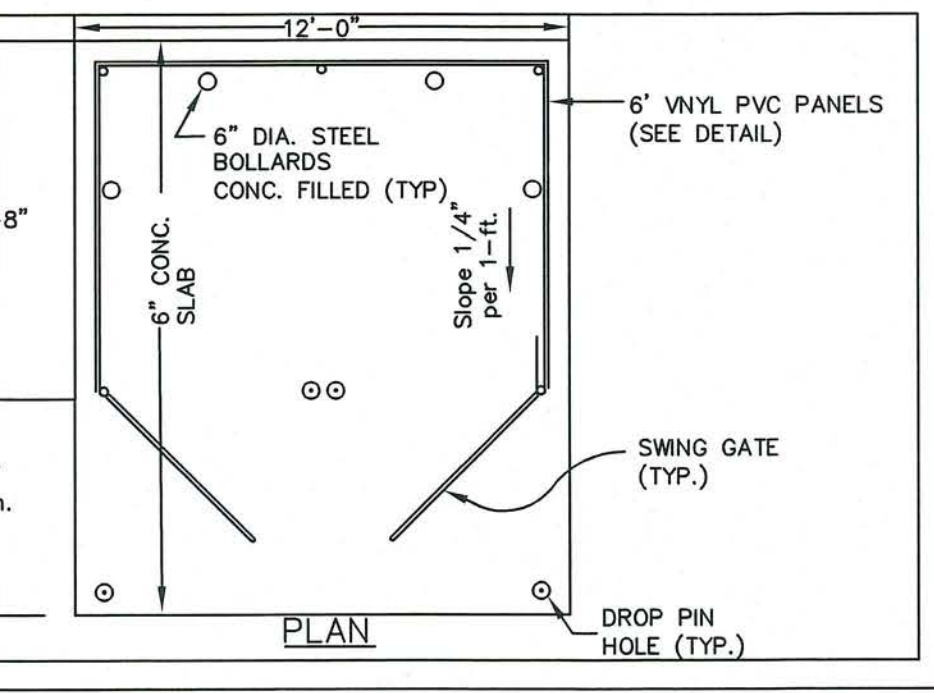 12'-0"
6' VNYL PVC PANELS
(SEE DETAIL)
6" DIA. STEEL
BOLLARDS
CONC. FILLED (TYP)
8"
6" CONC.
SLAB
Slope 1/4"
per 1-ft.
SWING GATE
(TYP.)
DROP PIN
HOLE (TYP.)
PLAN